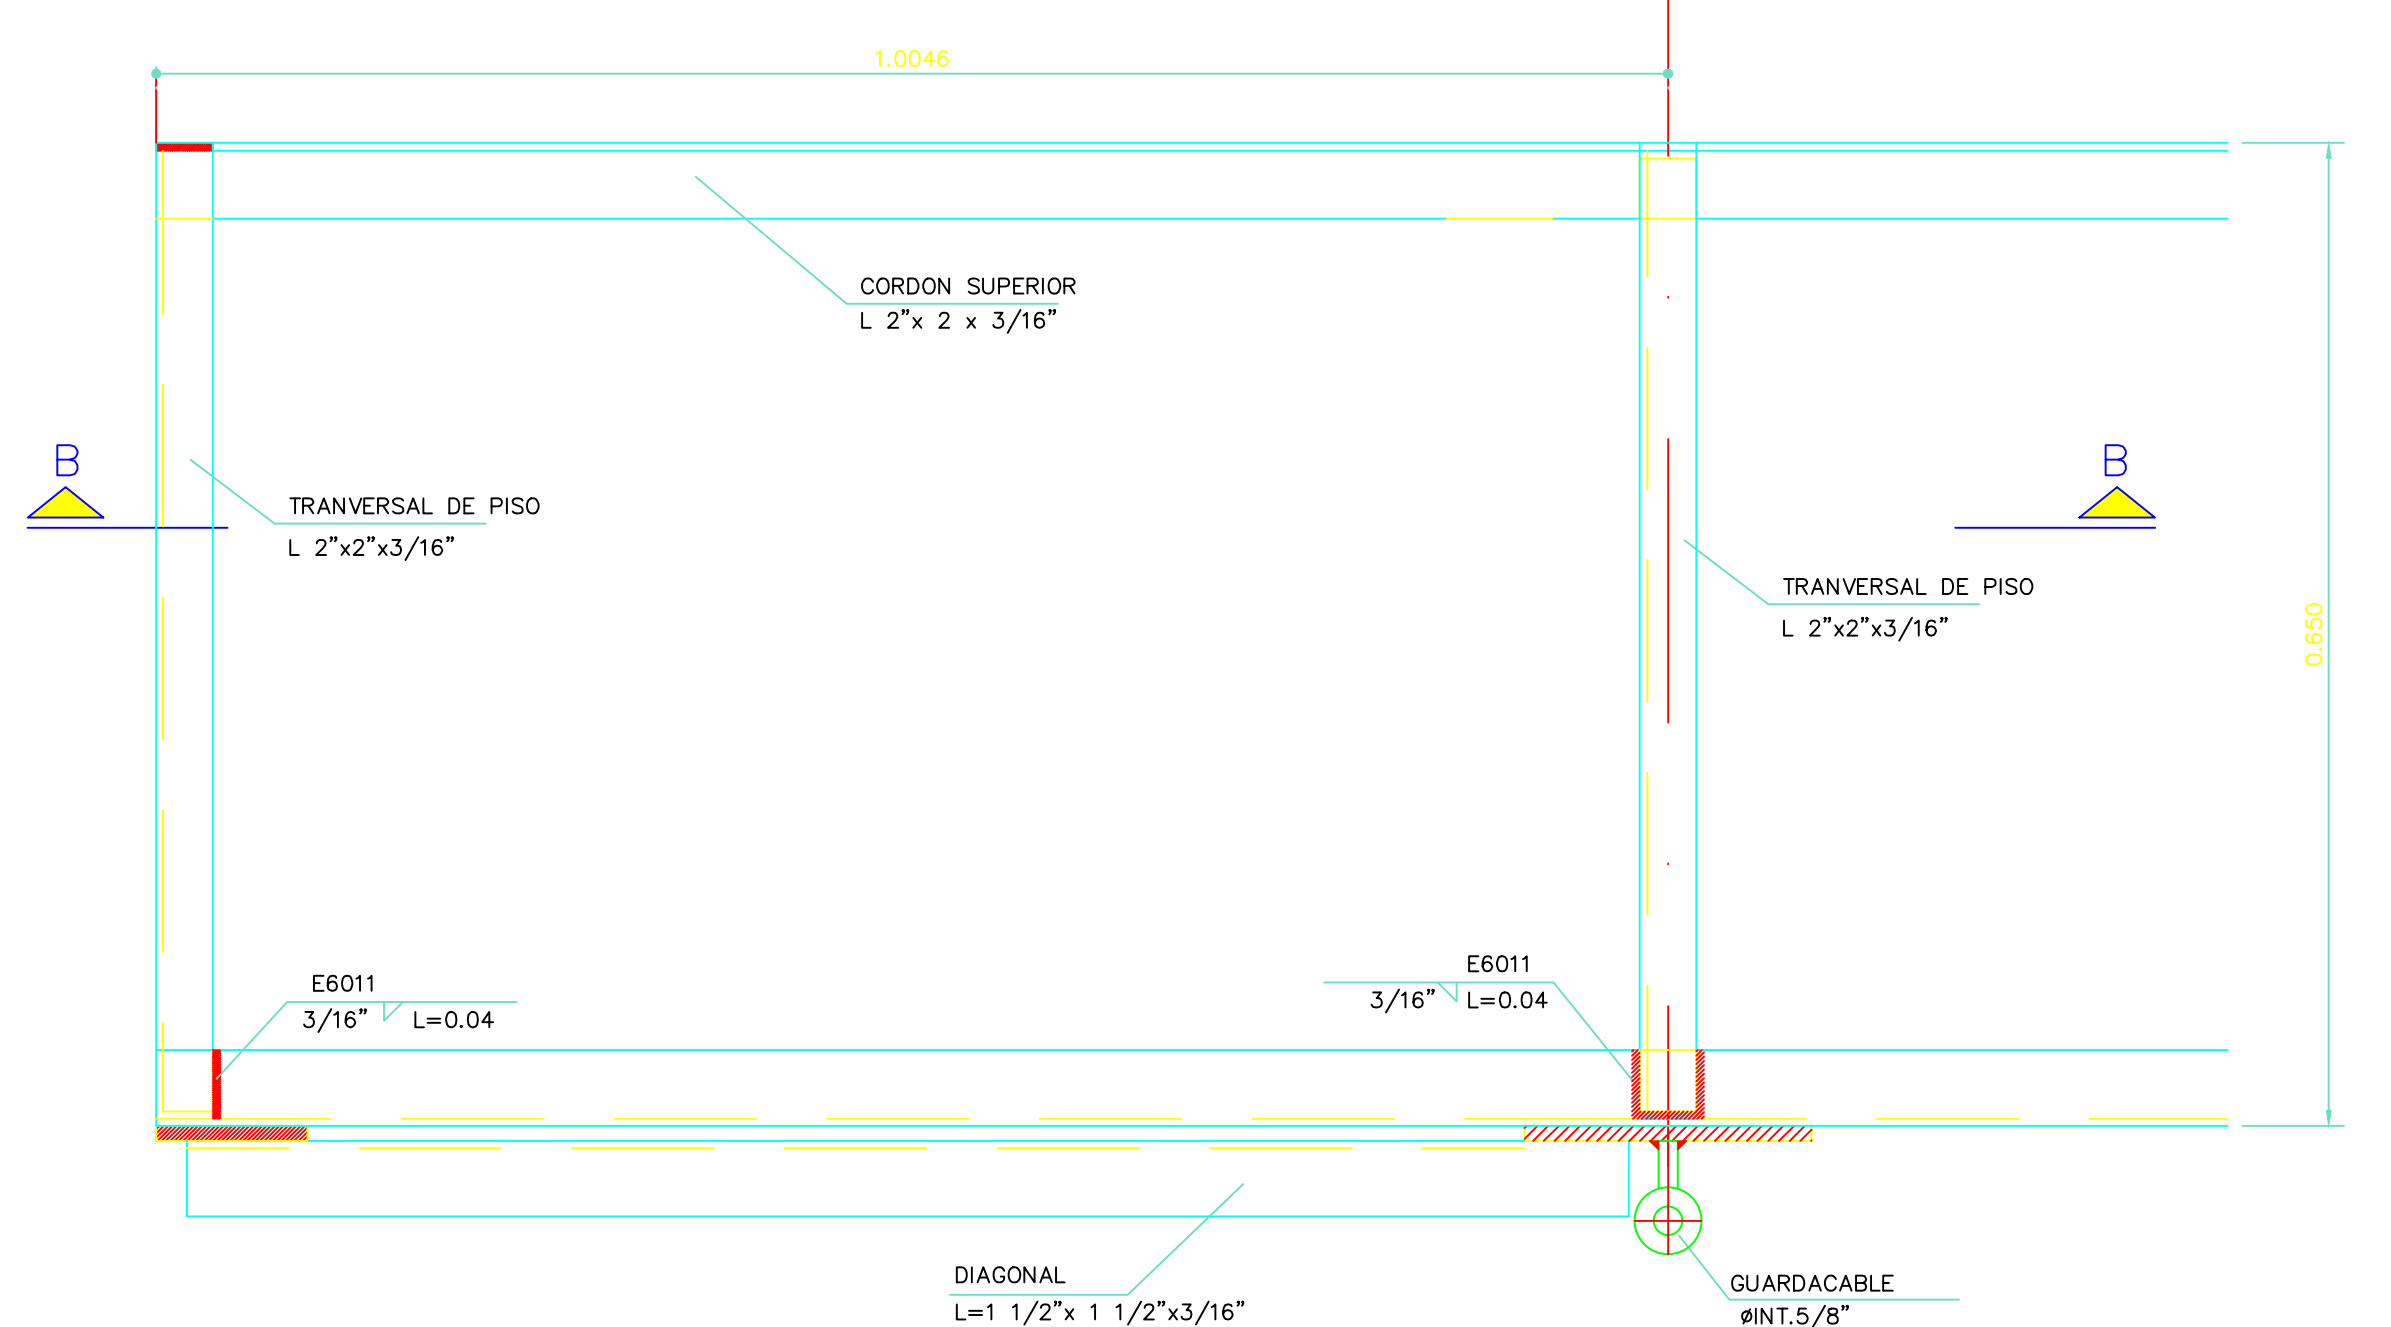 1.0046
CORDON SUPERIOR
L 2"x 2 x 3/16"
B
B
TRANVERSAL DE PISO
L 2"x2"x3/16"
TRANVERSAL DE PISO
L 2"x2"x3/16"
0.650
E6011
3/16" L=0.04
E6011
3/16" L=0.04
DIAGONAL
L=1 1/2"x 1 1/2"x3/16"
GUARDACABLE
øINT.5/8"